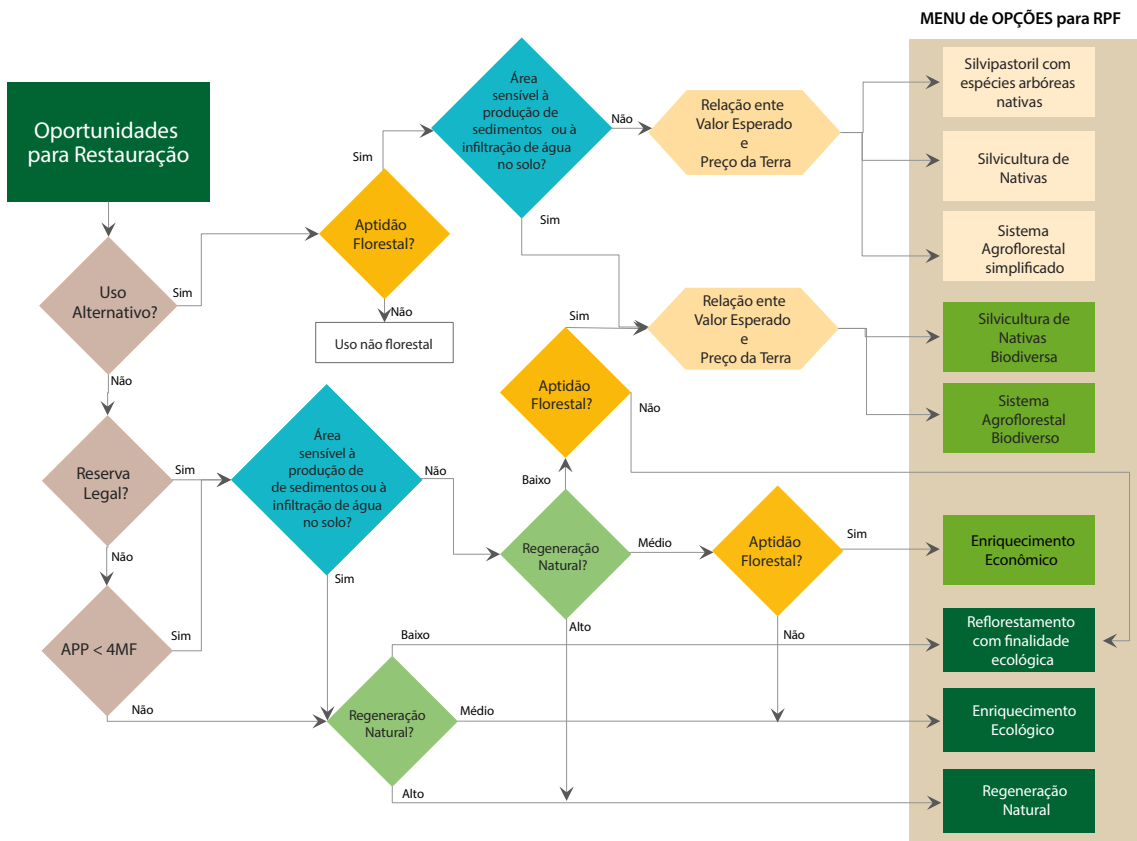 MENU de OPÇÕES para RPF
Oportunidades
para Restauração
Uso
Alternativo?
Sim
Não
Aptidão
Florestal?
Sim
Não
Uso não florestal
Área
sensível à
produção de
sedimentos ou à
infiltração de água
no solo?
Não
Sim
Relação ente
Valor Esperado
e
Preço da Terra
Silvipastoril com
espécies arbóreas
nativas
Silvicultura de
Nativas
Sistema
Agroflorestal
simplificado
Relação ente
Valor Esperado
e
Preço da Terra
Silvicultura de
Nativas
Biodiversa
Sistema
Agroflorestal
Biodiverso
Reserva
Legal?
Sim
Não
APP < 4MF
Sim
Não
Área
sensível à
produção de
de sedimentos ou à
infiltração de água
no solo?
Não
Sim
Regeneração
Natural?
Baixo
Médio
Alto
Aptidão
Florestal?
Sim
Não
Aptidão
Florestal?
Sim
Não
Regeneração
Natural?
Baixo
Médio
Alto
Enriquecimento
Econômico
Reflorestamento
com finalidade
ecológica
Enriquecimento
Ecológico
Regeneração
Natural